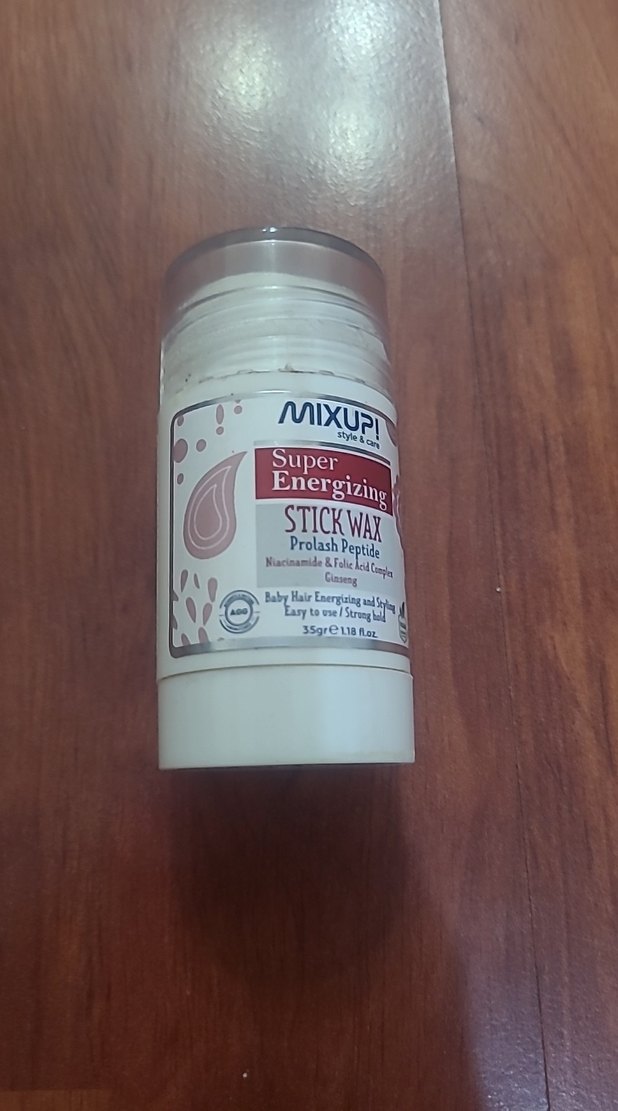 MIXUP!
style & care
Super
Energizing
STICK WAX
Prolash Peptide
Niacinamide & Folic Acid Complex
Ginseng
Baby Hair Energizing and Styling
Easy to use / Strong hold
35gr ℮ 1.18 fl.oz.
AGG